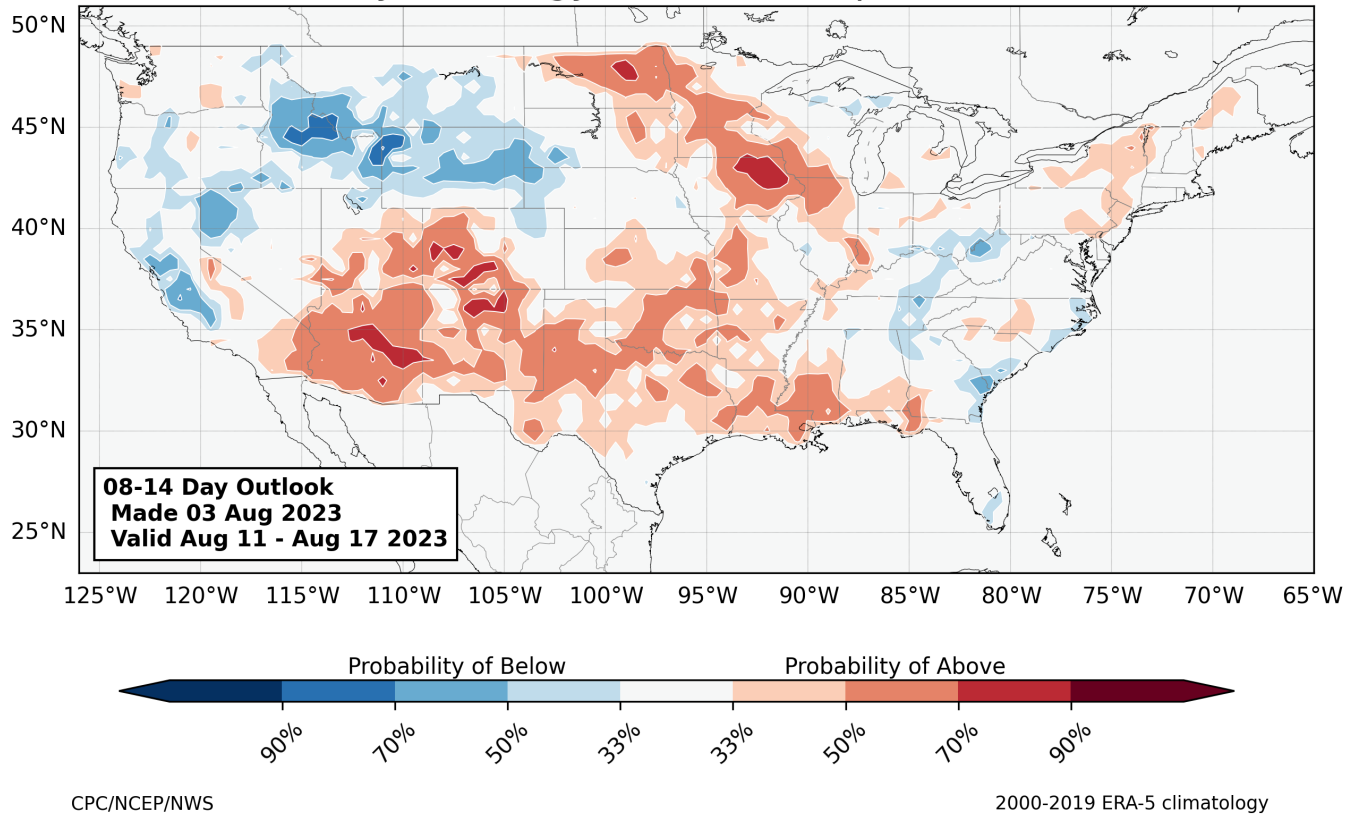 50°N
45°N
40°N
35°N
30°N
25°N
08-14 Day Outlook
Made 03 Aug 2023
Valid Aug 11 - Aug 17 2023
125°W 120°W 115°W 110°W 105°W 100°W 95°W 90°W 85°W 80°W 75°W 70°W 65°W
Probability of Below Probability of Above
90% 70% 50% 33% 33% 50% 70% 90%
CPC/NCEP/NWS 2000-2019 ERA-5 climatology